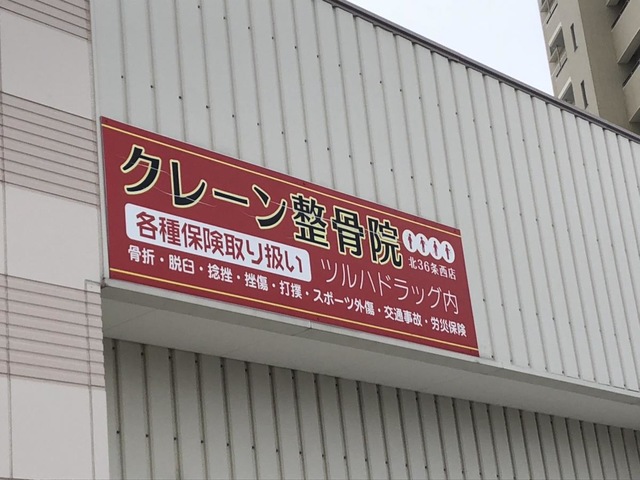 クレーン整骨院
北36条西店
各種保険取り扱い
ツルハドラッグ内
骨折・脱臼・捻挫・挫傷・打撲・スポーツ外傷・交通事故・労災保険